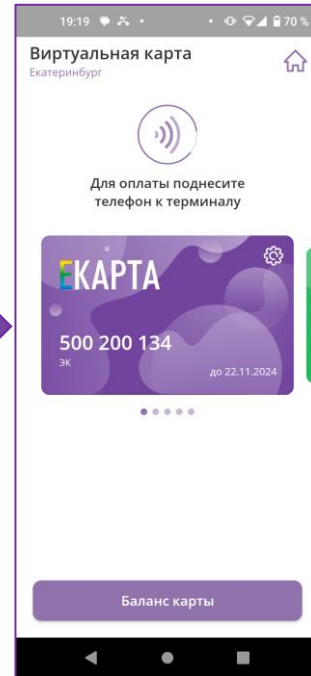 19:19 70 %
Виртуальная карта
Екатеринбург
Для оплаты поднесите
телефон к терминалу
ЕКАРТА
500 200 134
ЭК
до 22.11.2024
Баланс карты